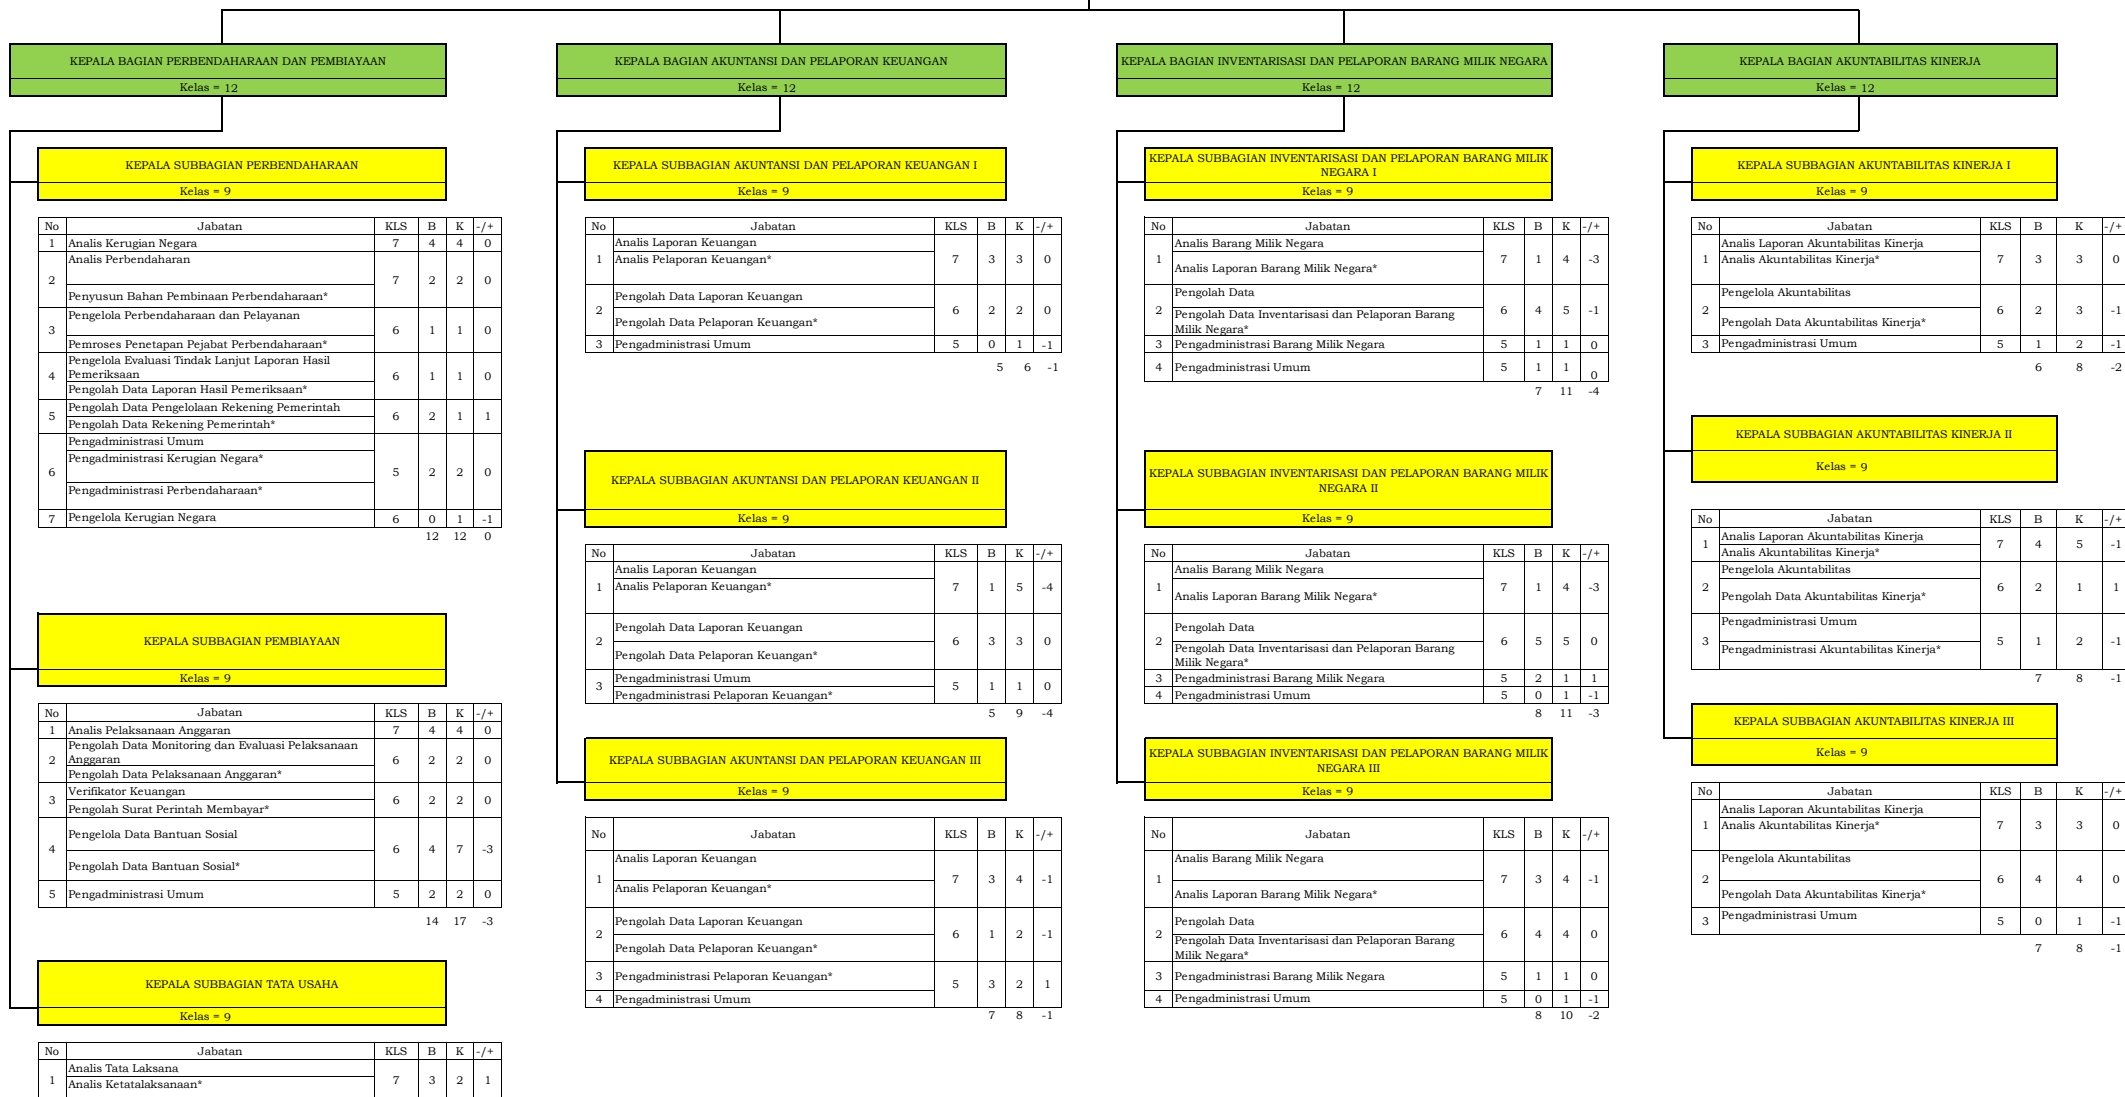 KEPALA BAGIAN PERBENDAHARAAN DAN PEMBIAYAAN
Kelas = 12
KEPALA SUBBAGIAN PERBENDAHARAAN
Kelas = 9
No Jabatan KLS B K -/+
1 Analis Kerugian Negara 7 4 4 0
Analis Perbendaharan
2 7 2 2 0
Penyusun Bahan Pembinaan Perbendaharaan*
Pengelola Perbendaharaan dan Pelayanan
3 6 1 1 0
Pemroses Penetapan Pejabat Perbendaharaan*
Pengelola Evaluasi Tindak Lanjut Laporan Hasil
Pemeriksaan
4 6 1 1 0
Pengolah Data Laporan Hasil Pemeriksaan*
Pengolah Data Pengelolaan Rekening Pemerintah
5 6 2 1 1
Pengolah Data Rekening Pemerintah*
Pengadministrasi Umum
Pengadministrasi Kerugian Negara*
6 5 2 2 0
Pengadministrasi Perbendaharaan*
7 Pengelola Kerugian Negara 6 0 1 -1
12 12 0
KEPALA SUBBAGIAN PEMBIAYAAN
Kelas = 9
No Jabatan KLS B K -/+
1 Analis Pelaksanaan Anggaran 7 4 4 0
Pengolah Data Monitoring dan Evaluasi Pelaksanaan
2 Anggaran 6 2 2 0
Pengolah Data Pelaksanaan Anggaran*
Verifikator Keuangan
3 6 2 2 0
Pengolah Surat Perintah Membayar*
Pengelola Data Bantuan Sosial
4 6 4 7 -3
Pengolah Data Bantuan Sosial*
5 Pengadministrasi Umum 5 2 2 0
14 17 -3
KEPALA SUBBAGIAN TATA USAHA
Kelas = 9
No Jabatan KLS B K -/+
Analis Tata Laksana
1 Analis Ketatalaksanaan* 7 3 2 1
KEPALA BAGIAN AKUNTANSI DAN PELAPORAN KEUANGAN
Kelas = 12
KEPALA SUBBAGIAN AKUNTANSI DAN PELAPORAN KEUANGAN I
Kelas = 9
No Jabatan KLS B K -/+
Analis Laporan Keuangan
1 Analis Pelaporan Keuangan* 7 3 3 0
Pengolah Data Laporan Keuangan
2 6 2 2 0
Pengolah Data Pelaporan Keuangan*
3 Pengadministrasi Umum 5 0 1 -1
5 6 -1
KEPALA SUBBAGIAN AKUNTANSI DAN PELAPORAN KEUANGAN II
Kelas = 9
No Jabatan KLS B K -/+
Analis Laporan Keuangan
1 Analis Pelaporan Keuangan* 7 1 5 -4
Pengolah Data Laporan Keuangan
2 6 3 3 0
Pengolah Data Pelaporan Keuangan*
Pengadministrasi Umum
3 5 1 1 0
Pengadministrasi Pelaporan Keuangan*
5 9 -4
KEPALA SUBBAGIAN AKUNTANSI DAN PELAPORAN KEUANGAN III
Kelas = 9
No Jabatan KLS B K -/+
Analis Laporan Keuangan
1 7 3 4 -1
Analis Pelaporan Keuangan*
Pengolah Data Laporan Keuangan
2 6 1 2 -1
Pengolah Data Pelaporan Keuangan*
3 Pengadministrasi Pelaporan Keuangan*
5 3 2 1
4 Pengadministrasi Umum
7 8 -1
KEPALA BAGIAN INVENTARISASI DAN PELAPORAN BARANG MILIK NEGARA
Kelas = 12
KEPALA SUBBAGIAN INVENTARISASI DAN PELAPORAN BARANG MILIK
NEGARA I
Kelas = 9
No Jabatan KLS B K -/+
Analis Barang Milik Negara
1 7 1 4 -3
Analis Laporan Barang Milik Negara*
Pengolah Data
2 6 4 5 -1
Pengolah Data Inventarisasi dan Pelaporan Barang
Milik Negara*
3 Pengadministrasi Barang Milik Negara 5 1 1 0
4 Pengadministrasi Umum 5 1 1 0
7 11 -4
KEPALA SUBBAGIAN INVENTARISASI DAN PELAPORAN BARANG MILIK
NEGARA II
Kelas = 9
No Jabatan KLS B K -/+
Analis Barang Milik Negara
1 7 1 4 -3
Analis Laporan Barang Milik Negara*
Pengolah Data
2 6 5 5 0
Pengolah Data Inventarisasi dan Pelaporan Barang
Milik Negara*
3 Pengadministrasi Barang Milik Negara 5 2 1 1
4 Pengadministrasi Umum 5 0 1 -1
8 11 -3
KEPALA SUBBAGIAN INVENTARISASI DAN PELAPORAN BARANG MILIK
NEGARA III
Kelas = 9
No Jabatan KLS B K -/+
Analis Barang Milik Negara
1 7 3 4 -1
Analis Laporan Barang Milik Negara*
Pengolah Data
2 6 4 4 0
Pengolah Data Inventarisasi dan Pelaporan Barang
Milik Negara*
3 Pengadministrasi Barang Milik Negara 5 1 1 0
4 Pengadministrasi Umum 5 0 1 -1
8 10 -2
KEPALA BAGIAN AKUNTABILITAS KINERJA
Kelas = 12
KEPALA SUBBAGIAN AKUNTABILITAS KINERJA I
Kelas = 9
No Jabatan KLS B K -/+
Analis Laporan Akuntabilitas Kinerja
1 Analis Akuntabilitas Kinerja* 7 3 3 0
Pengelola Akuntabilitas
2 6 2 3 -1
Pengolah Data Akuntabilitas Kinerja*
3 Pengadministrasi Umum 5 1 2 -1
6 8 -2
KEPALA SUBBAGIAN AKUNTABILITAS KINERJA II
Kelas = 9
No Jabatan KLS B K -/+
Analis Laporan Akuntabilitas Kinerja
1 7 4 5 -1
Analis Akuntabilitas Kinerja*
Pengelola Akuntabilitas
2 6 2 1 1
Pengolah Data Akuntabilitas Kinerja*
Pengadministrasi Umum
3 5 1 2 -1
Pengadministrasi Akuntabilitas Kinerja*
7 8 -1
KEPALA SUBBAGIAN AKUNTABILITAS KINERJA III
Kelas = 9
No Jabatan KLS B K -/+
Analis Laporan Akuntabilitas Kinerja
1 Analis Akuntabilitas Kinerja* 7 3 3 0
Pengelola Akuntabilitas
2 6 4 4 0
Pengolah Data Akuntabilitas Kinerja*
3 Pengadministrasi Umum 5 0 1 -1
7 8 -1